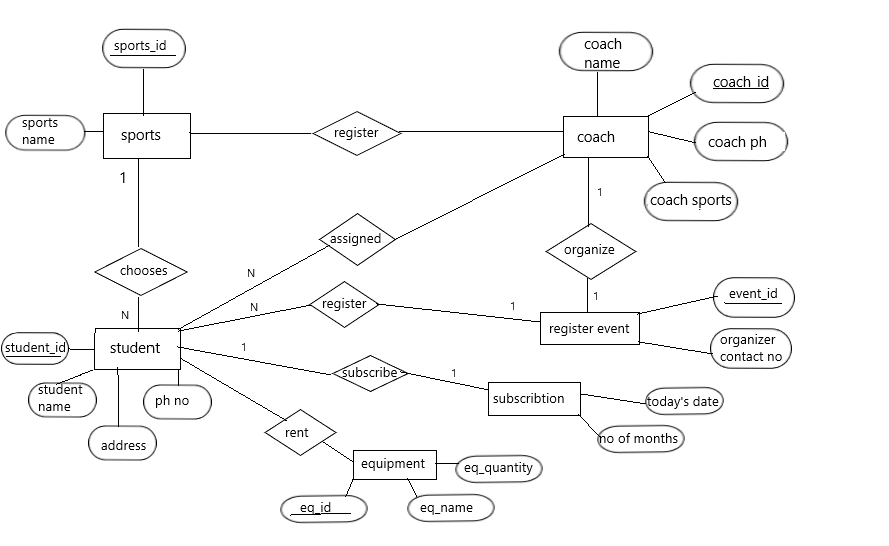 sports_id
coach
name
coach_id
sports
name
sports
register
coach
coach ph
1
1
coach sports
assigned
organize
chooses
N
N
1
1
event_id
N
register
register event
student_id
student
1
organizer
contact no
subscribe
1
student
name
ph no
subscribtion
today's date
rent
no of months
address
equipment
eq_quantity
eq_id
eq_name